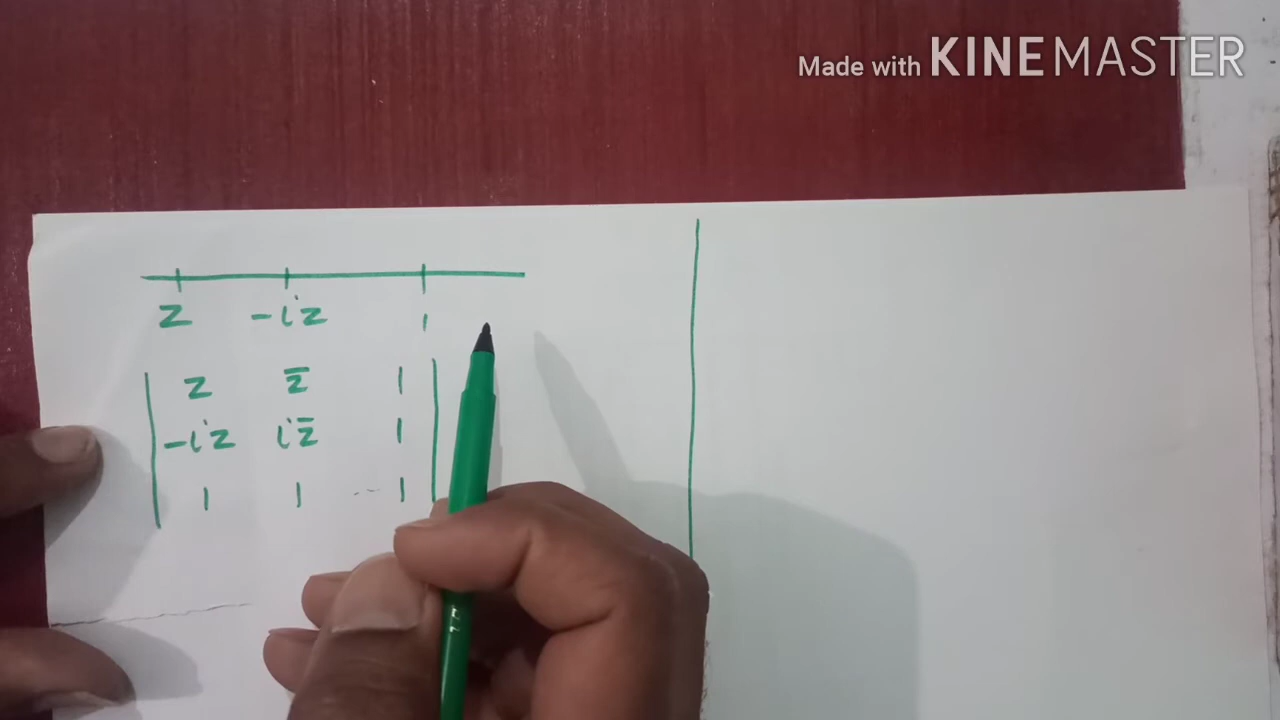 Made with KINEMASTER
z -iz 1
z z̅ 1
-iz iz̅ 1
1 1 1